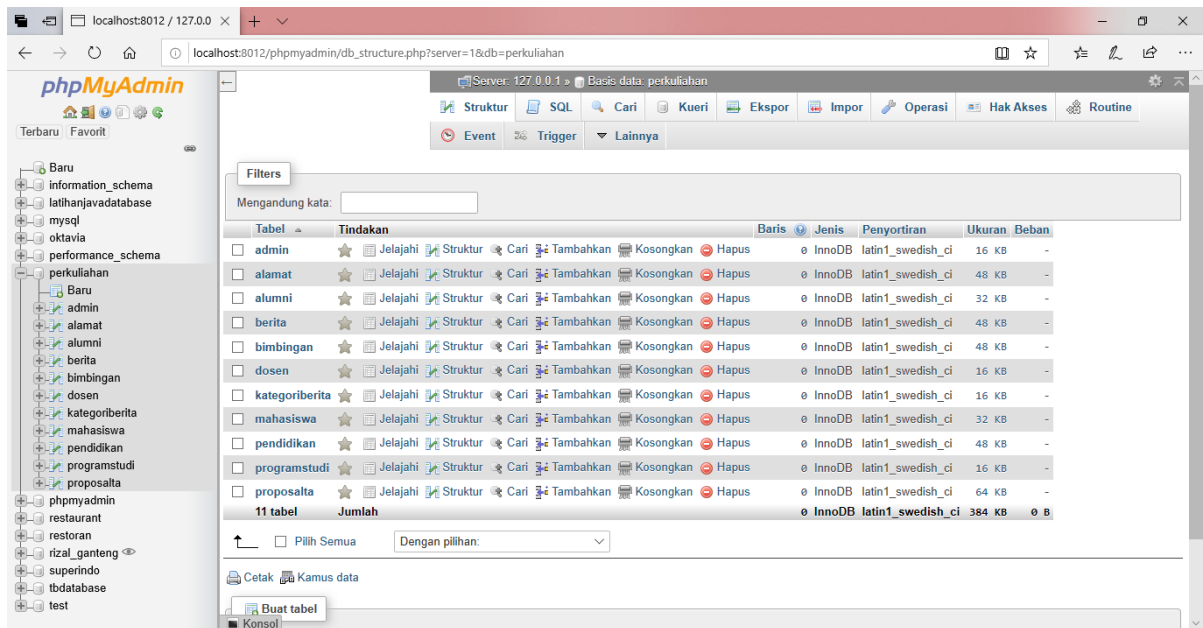 localhost:8012 / 127.0.0
localhost:8012/phpmyadmin/db_structure.php?server=1&db=perkuliahan
phpMyAdmin
Terbaru Favorit
Baru
information_schema
latihanjavadatabase
mysql
oktavia
performance_schema
perkuliahan
Baru
admin
alamat
alumni
berita
bimbingan
dosen
kategoriberita
mahasiswa
pendidikan
programstudi
proposalta
phpmyadmin
restaurant
restoran
rizal_ganteng
superindo
tbdatabase
test
Server: 127.0.0.1 » Basis data: perkuliahan
Struktur SQL Cari Kueri Ekspor Impor Operasi Hak Akses Routine
Event Trigger Lainnya
Filters
Mengandung kata:
Tabel Tindakan Baris Jenis Penyortiran Ukuran Beban
admin Jelajahi Struktur Cari Tambahkan Kosongkan Hapus 0 InnoDB latin1_swedish_ci 16 KB -
alamat Jelajahi Struktur Cari Tambahkan Kosongkan Hapus 0 InnoDB latin1_swedish_ci 48 KB -
alumni Jelajahi Struktur Cari Tambahkan Kosongkan Hapus 0 InnoDB latin1_swedish_ci 32 KB -
berita Jelajahi Struktur Cari Tambahkan Kosongkan Hapus 0 InnoDB latin1_swedish_ci 48 KB -
bimbingan Jelajahi Struktur Cari Tambahkan Kosongkan Hapus 0 InnoDB latin1_swedish_ci 48 KB -
dosen Jelajahi Struktur Cari Tambahkan Kosongkan Hapus 0 InnoDB latin1_swedish_ci 16 KB -
kategoriberita Jelajahi Struktur Cari Tambahkan Kosongkan Hapus 0 InnoDB latin1_swedish_ci 16 KB -
mahasiswa Jelajahi Struktur Cari Tambahkan Kosongkan Hapus 0 InnoDB latin1_swedish_ci 32 KB -
pendidikan Jelajahi Struktur Cari Tambahkan Kosongkan Hapus 0 InnoDB latin1_swedish_ci 48 KB -
programstudi Jelajahi Struktur Cari Tambahkan Kosongkan Hapus 0 InnoDB latin1_swedish_ci 16 KB -
proposalta Jelajahi Struktur Cari Tambahkan Kosongkan Hapus 0 InnoDB latin1_swedish_ci 64 KB -
11 tabel Jumlah 0 InnoDB latin1_swedish_ci 384 KB 0 B
Pilih Semua Dengan pilihan:
Cetak Kamus data
Buat tabel
Konsol